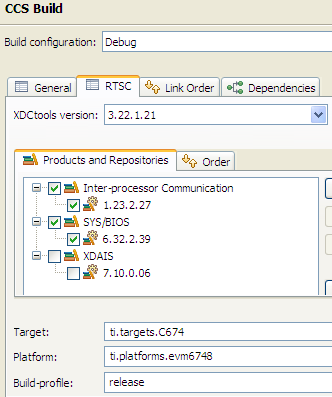 CCS Build
Build configuration: Debug
General RTSC Link Order Dependencies
XDCtools version: 3.22.1.21
Products and Repositories Order
Inter-processor Communication
1.23.2.27
SYS/BIOS
6.32.2.39
XDAIS
7.10.0.06
Target: ti.targets.C674
Platform: ti.platforms.evm6748
Build-profile: release